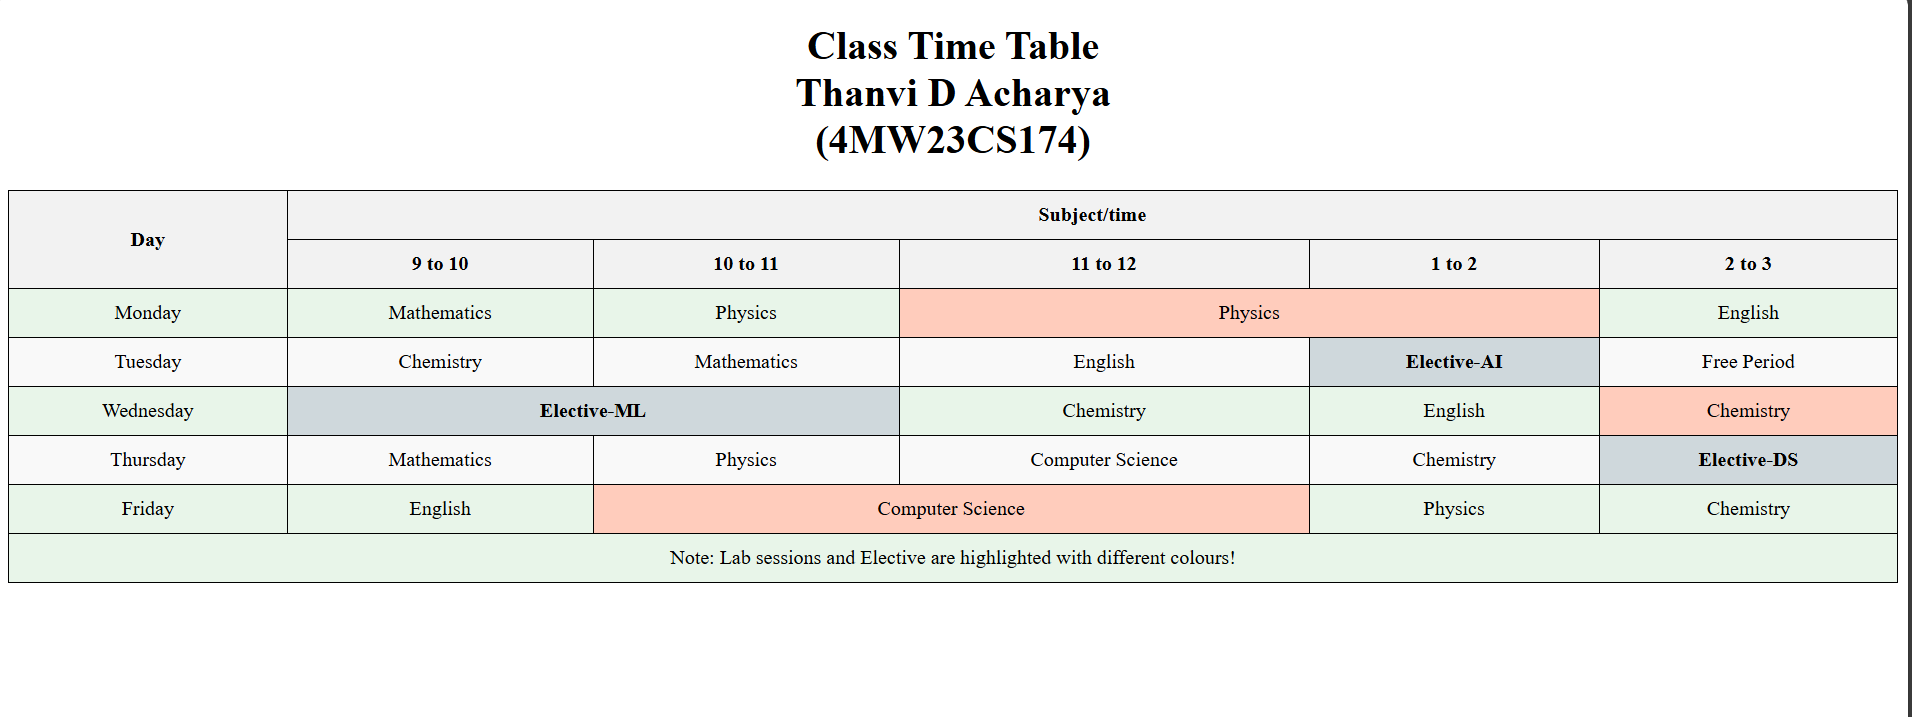 Class Time Table
Thanvi D Acharya
(4MW23CS174)
Day Subject/time
9 to 10 10 to 11 11 to 12 1 to 2 2 to 3
Monday Mathematics Physics Physics English
Tuesday Chemistry Mathematics English Elective-AI Free Period
Wednesday Elective-ML Chemistry English Chemistry
Thursday Mathematics Physics Computer Science Chemistry Elective-DS
Friday English Computer Science Physics Chemistry
Note: Lab sessions and Elective are highlighted with different colours!